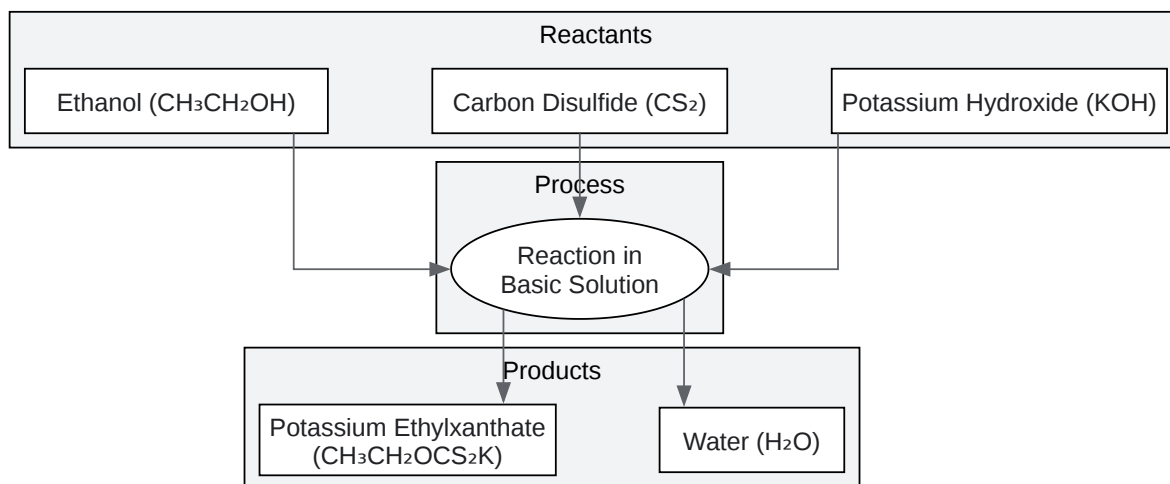 Reactants
Ethanol (CH₃CH₂OH)
Carbon Disulfide (CS₂)
Potassium Hydroxide (KOH)
Process
Reaction in
Basic Solution
Products
Potassium Ethylxanthate
(CH₃CH₂OCS₂K)
Water (H₂O)